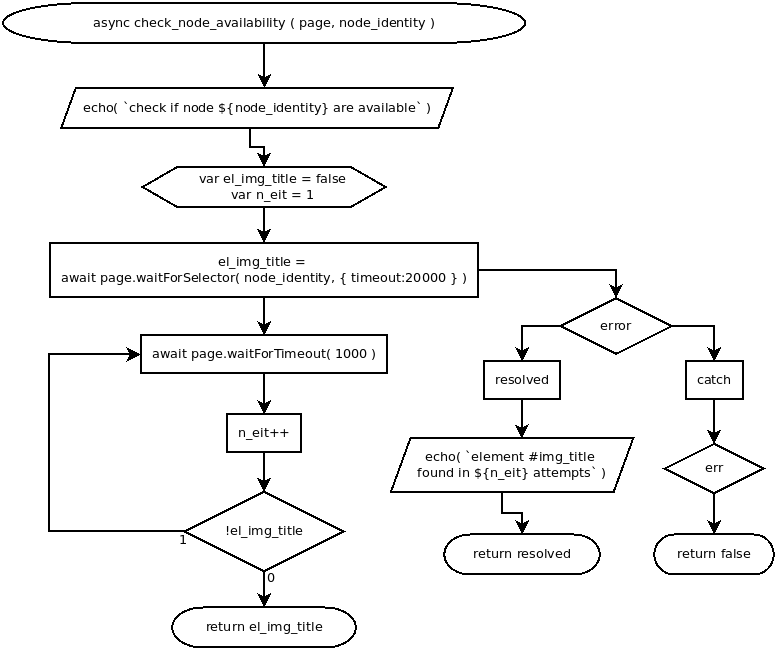 async check_node_availability ( page, node_identity )
echo( `check if node ${node_identity} are available` )
var el_img_title = false
var n_eit = 1
el_img_title =
await page.waitForSelector( node_identity, { timeout:20000 } )
error
await page.waitForTimeout( 1000 )
resolved
catch
n_eit++
echo( `element #img_title
found in ${n_eit} attempts` )
err
!el_img_title
1
0
return resolved
return false
return el_img_title